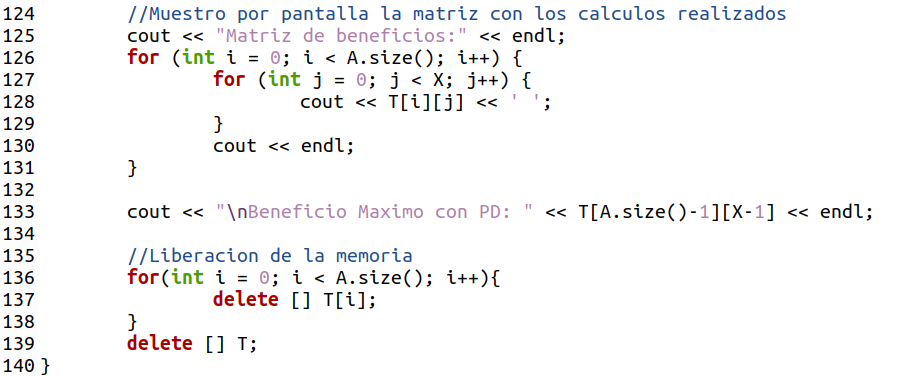 124 //Muestro por pantalla la matriz con los calculos realizados
125 cout << "Matriz de beneficios:" << endl;
126 for (int i = 0; i < A.size(); i++) {
127 for (int j = 0; j < X; j++) {
128 cout << T[i][j] << ' ';
129 }
130 cout << endl;
131 }
132
133 cout << "\nBeneficio Maximo con PD: " << T[A.size()-1][X-1] << endl;
134
135 //Liberacion de la memoria
136 for(int i = 0; i < A.size(); i++){
137 delete [] T[i];
138 }
139 delete [] T;
140 }